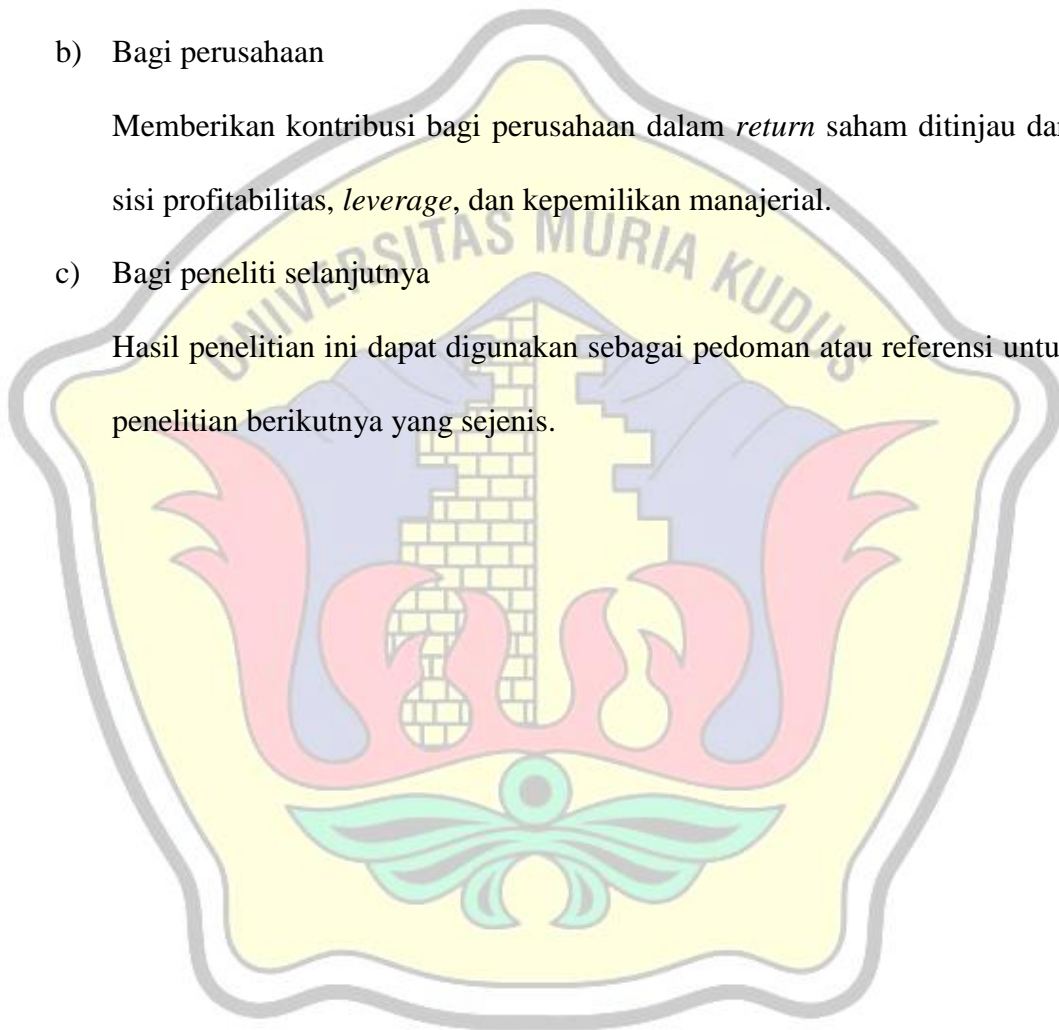 b) Bagi perusahaan
Memberikan kontribusi bagi perusahaan dalam return saham ditinjau dar
sisi profitabilitas, leverage, dan kepemilikan manajerial.
UNIVERSITAS MURIA KUDUS
c) Bagi peneliti selanjutnya
Hasil penelitian ini dapat digunakan sebagai pedoman atau referensi untu
penelitian berikutnya yang sejenis.